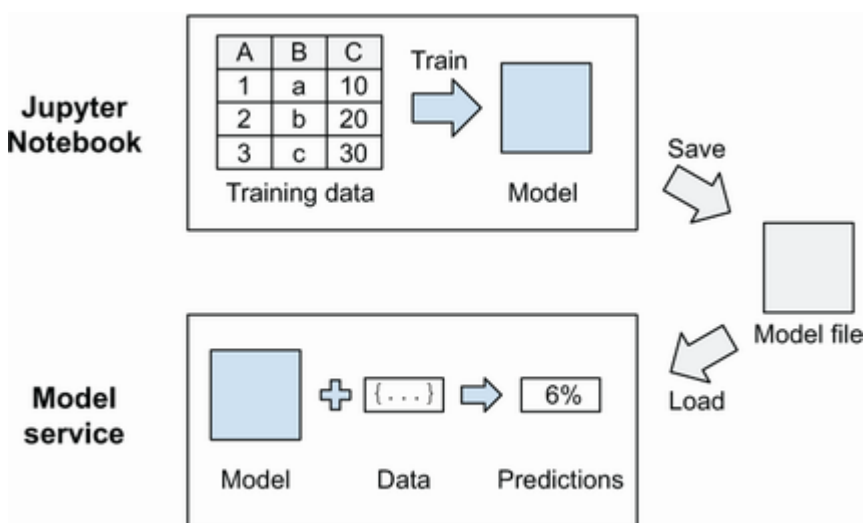 Jupyter
Notebook
A B C
1 a 10
2 b 20
3 c 30
Training data
Train
Model
Save
Model file
Load
Model
service
Model
{...}
Data
6%
Predictions